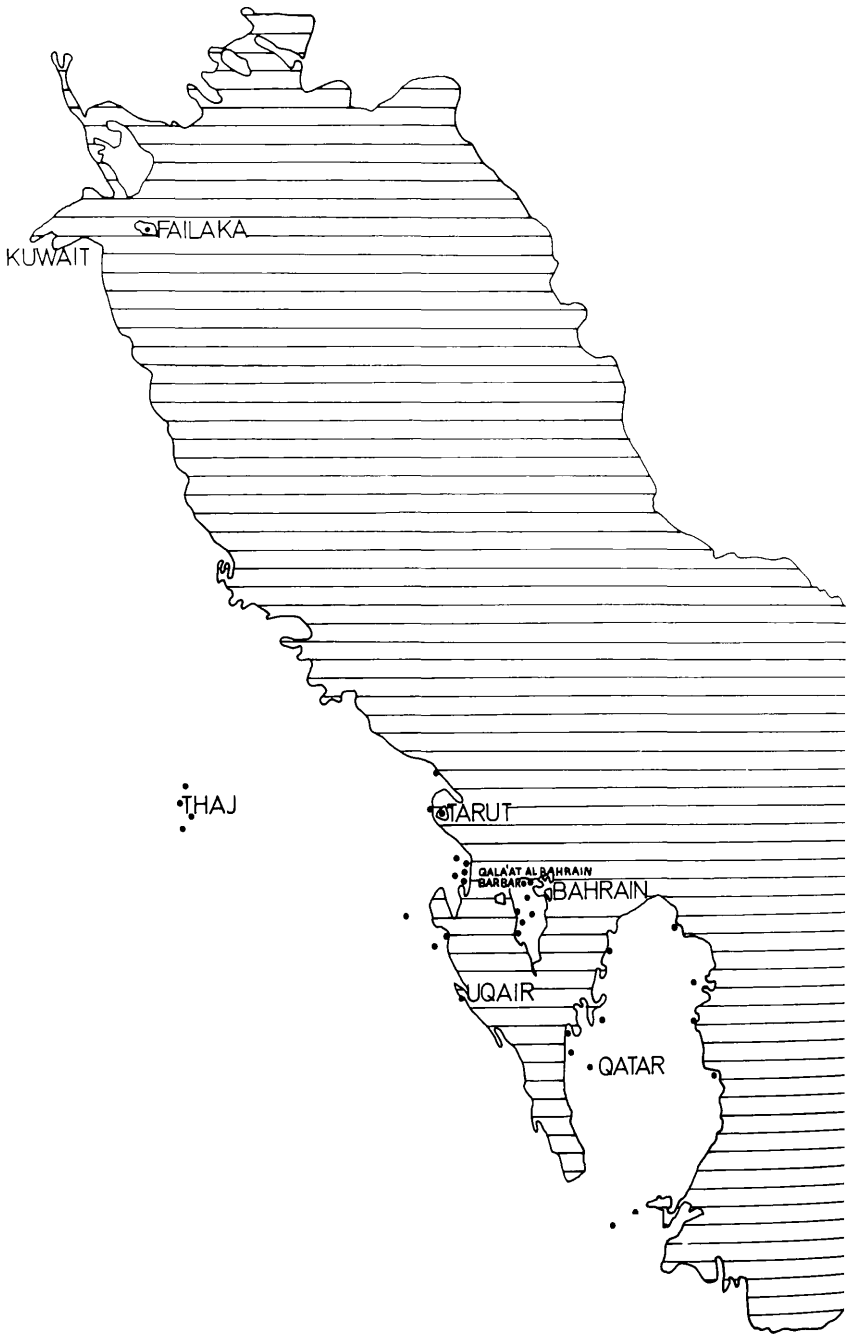 FAILAKA
KUWAIT
THAJ
TARUT
QALA'AT AL BAHRAIN
BARBAR
BAHRAIN
UQAIR
QATAR